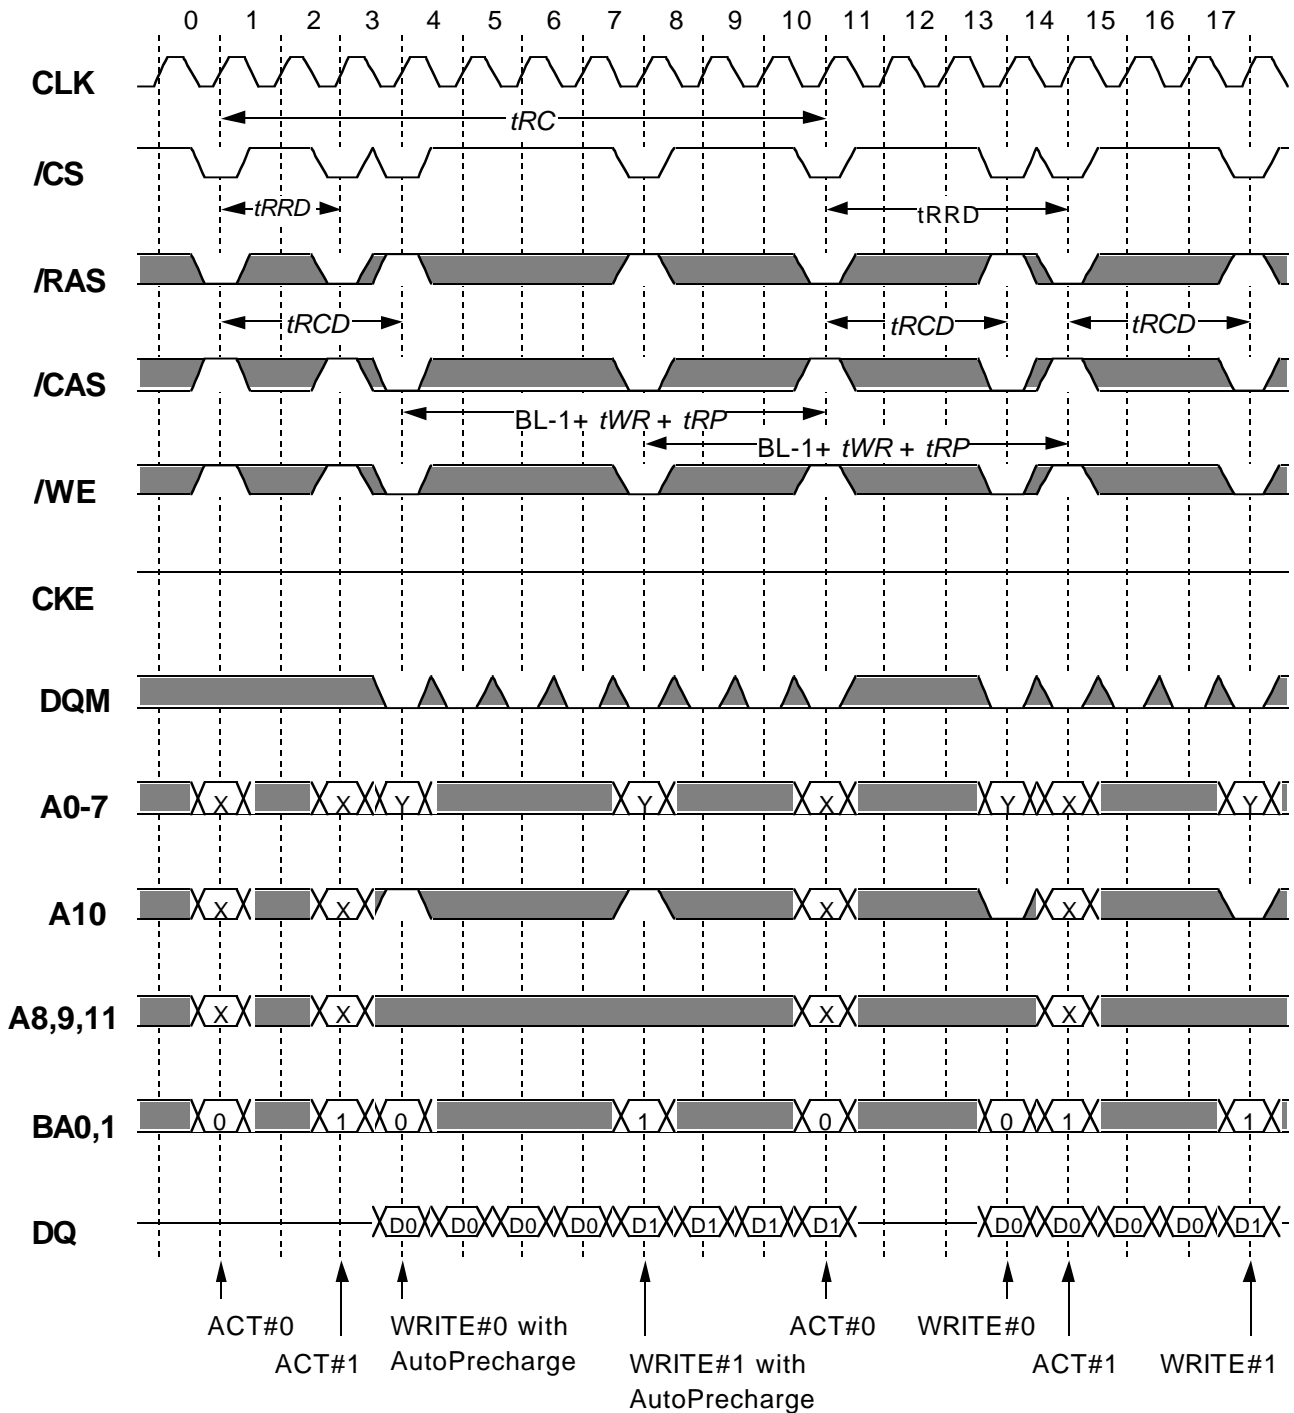 0 1 2 3 4 5 6 7 8 9 10 11 12 13 14 15 16 17
CLK
tRC
/CS
tRRD tRRD
/RAS
tRCD tRCD tRCD
/CAS
BL-1+ tWR + tRP
BL-1+ tWR + tRP
/WE
CKE
DQM
A0-7 X X Y Y X Y X Y
A10 X X X X
A8,9,11 X X X X
BA0,1 0 1 0 1 0 0 1 1
DQ D0 D0 D0 D0 D1 D1 D1 D1 D0 D0 D0 D0 D1
ACT#0 WRITE#0 with ACT#0 WRITE#0
ACT#1 AutoPrecharge WRITE#1 with ACT#1 WRITE#1
AutoPrecharge